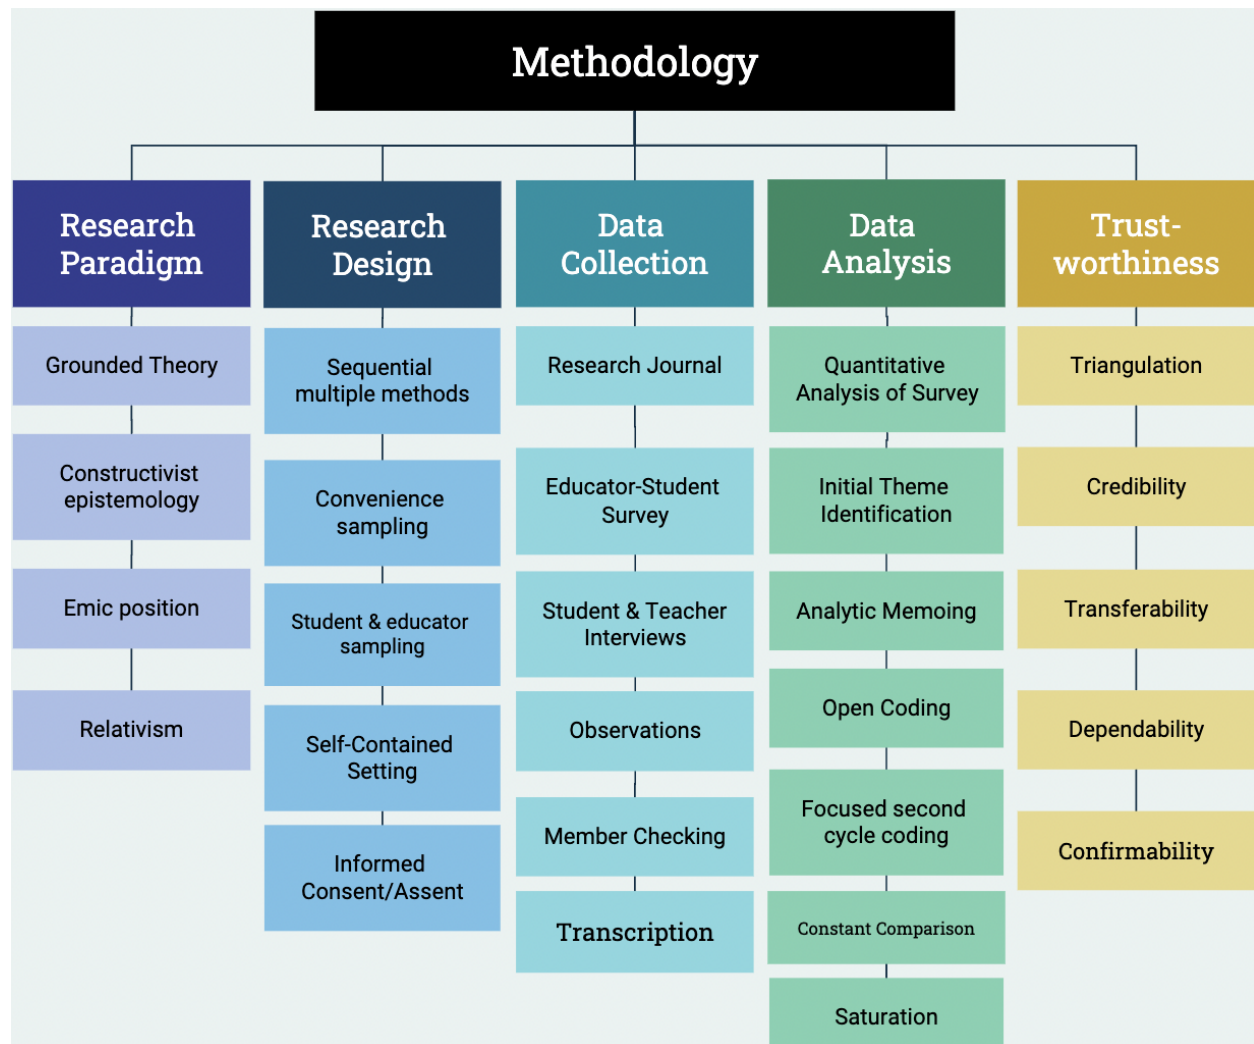 Methodology
Research
Paradigm
Grounded Theory
Constructivist
epistemology
Emic position
Relativism
Research
Design
Sequential
multiple methods
Convenience
sampling
Student & educator
sampling
Self-Contained
Setting
Informed
Consent/Assent
Data
Collection
Research Journal
Educator-Student
Survey
Student & Teacher
Interviews
Observations
Member Checking
Transcription
Data
Analysis
Quantitative
Analysis of Survey
Initial Theme
Identification
Analytic Memoing
Open Coding
Focused second
cycle coding
Constant Comparison
Saturation
Trust-
worthiness
Triangulation
Credibility
Transferability
Dependability
Confirmability